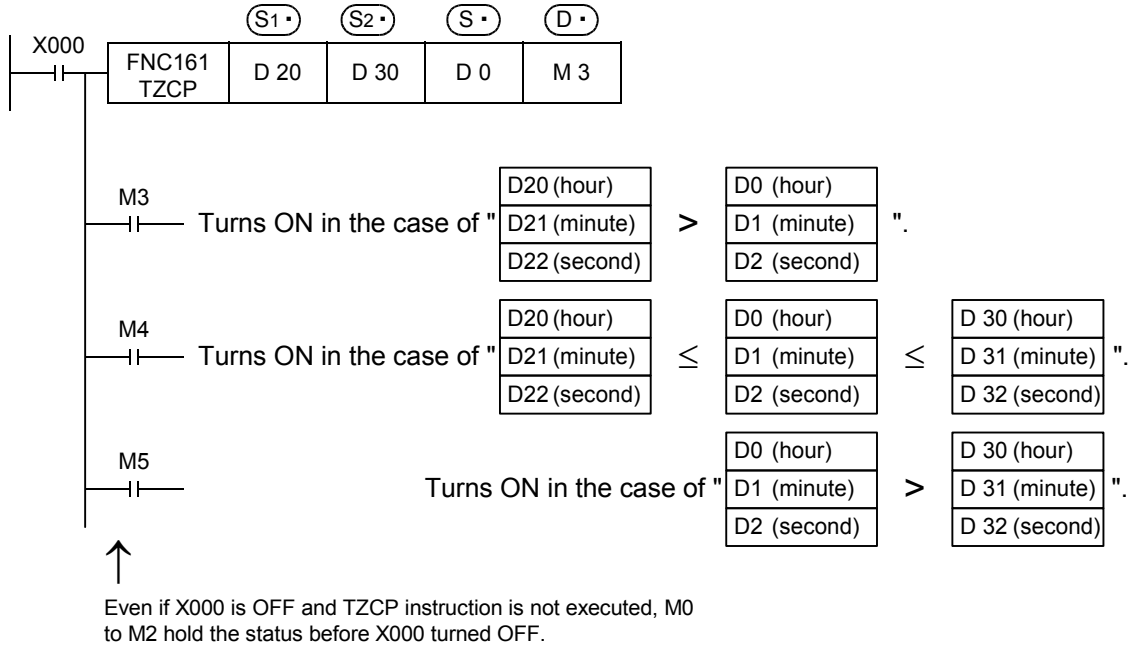 S1· S2· S· D·
X000
FNC161 TZCP D 20 D 30 D 0 M 3
M3
Turns ON in the case of " D20 (hour) D21 (minute) D22 (second) > D0 (hour) D1 (minute) D2 (second) ".
M4
Turns ON in the case of " D20 (hour) D21 (minute) D22 (second) ≤ D0 (hour) D1 (minute) D2 (second) ≤ D 30 (hour) D 31 (minute) D 32 (second) ".
M5
Turns ON in the case of " D0 (hour) D1 (minute) D2 (second) > D 30 (hour) D 31 (minute) D 32 (second) ".
Even if X000 is OFF and TZCP instruction is not executed, M0
to M2 hold the status before X000 turned OFF.